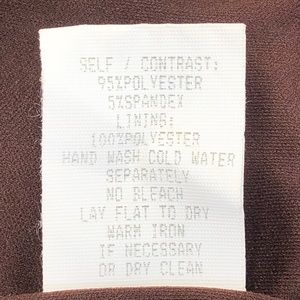 SELF / CONTRAST:
95%POLYESTER
5%SPANDEX
LINING:
100%POLYESTER
HAND WASH COLD WATER
SEPARATELY
NO BLEACH
LAY FLAT TO DRY
WARM IRON
IF NECESSARY
OR DRY CLEAN